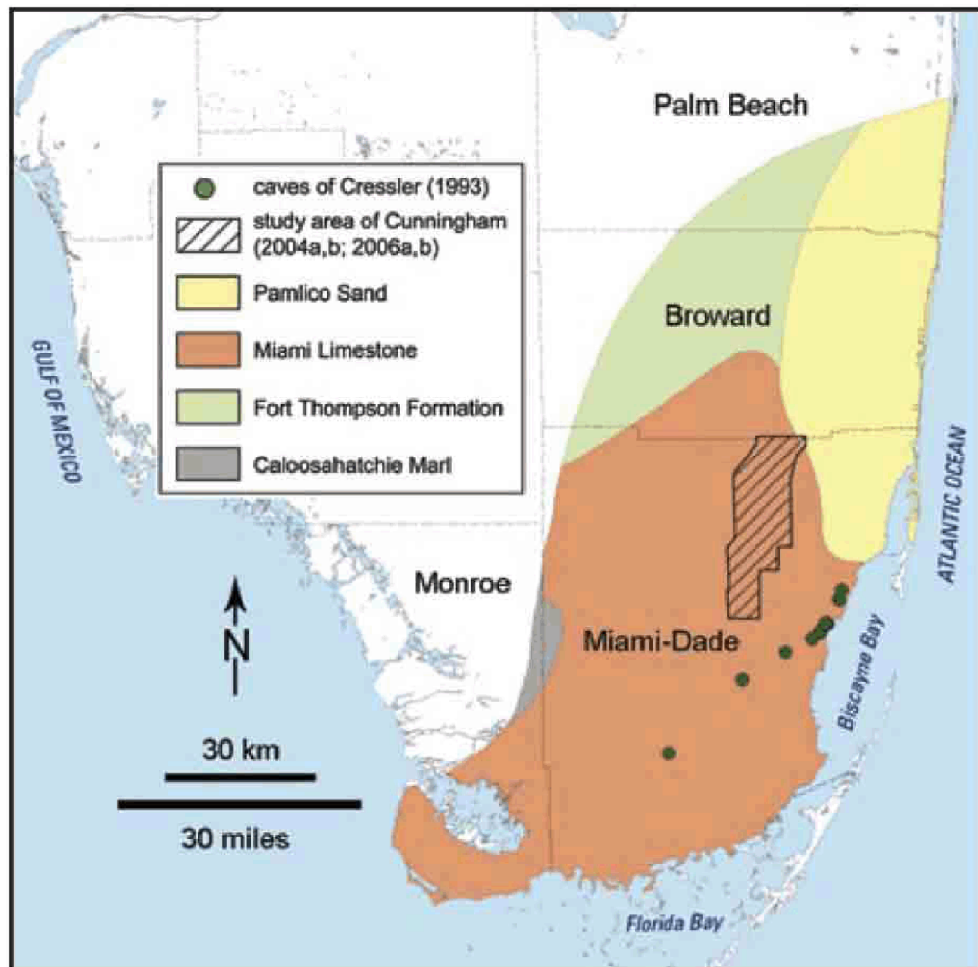 Palm Beach
caves of Cressler (1993)
study area of Cunningham
(2004a,b; 2006a,b)
Pamlico Sand
Miami Limestone
Fort Thompson Formation
Caloosahatchie Marl
Broward
GULF OF MEXICO
ATLANTIC OCEAN
Monroe
N
Miami-Dade
Biscayne Bay
30 km
30 miles
Florida Bay